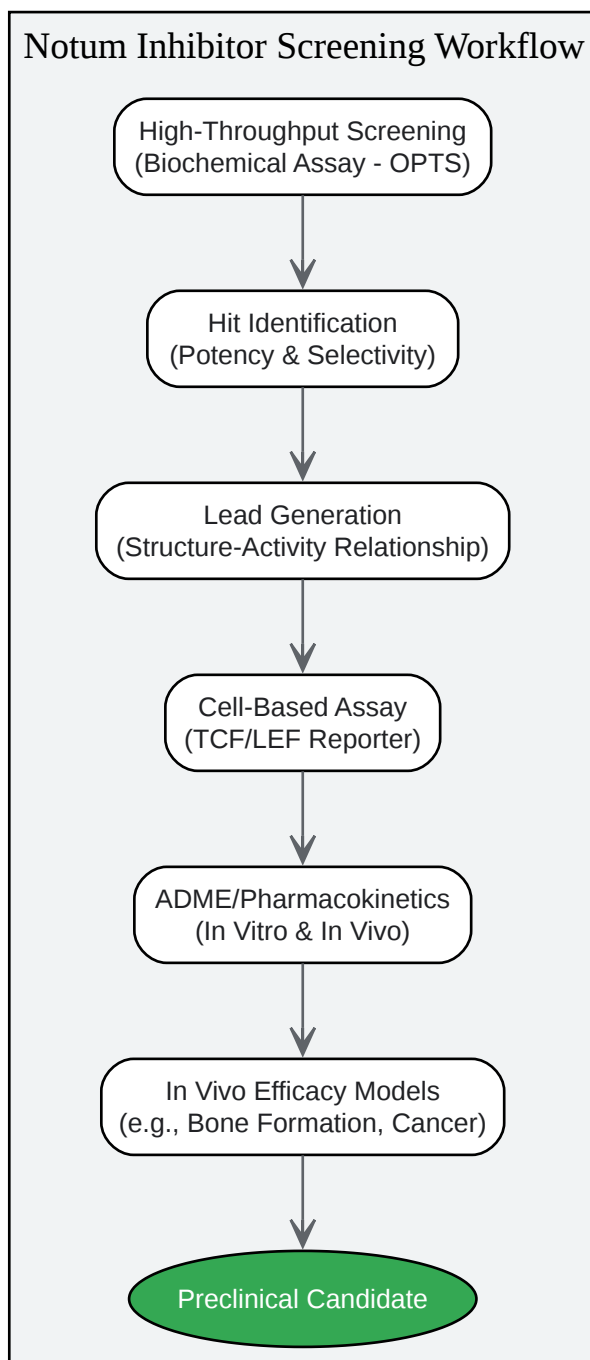 Notum Inhibitor Screening Workflow
High-Throughput Screening
(Biochemical Assay - OPTS)
Hit Identification
(Potency & Selectivity)
Lead Generation
(Structure-Activity Relationship)
Cell-Based Assay
(TCF/LEF Reporter)
ADME/Pharmacokinetics
(In Vitro & In Vivo)
In Vivo Efficacy Models
(e.g., Bone Formation, Cancer)
Preclinical Candidate